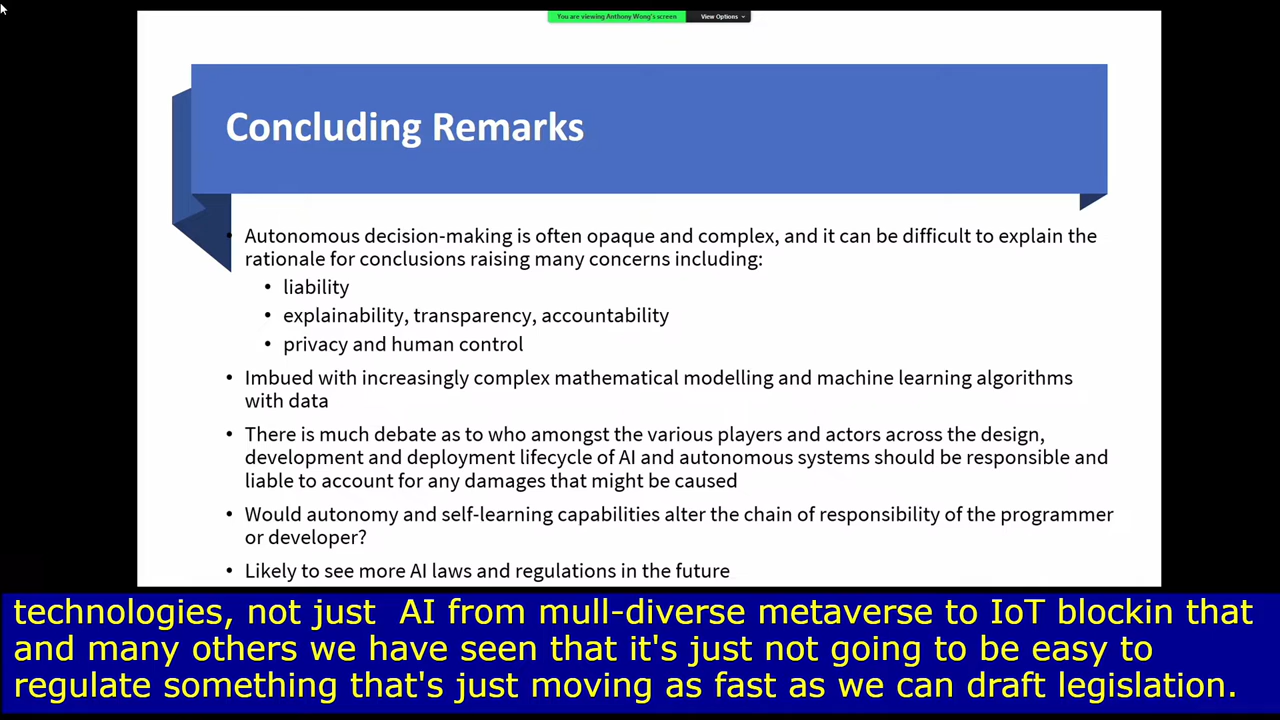 You are viewing Anthony Wong's screen View Options
Concluding Remarks
• Autonomous decision-making is often opaque and complex, and it can be difficult to explain the
rationale for conclusions raising many concerns including:
• liability
• explainability, transparency, accountability
• privacy and human control
• Imbued with increasingly complex mathematical modelling and machine learning algorithms
with data
• There is much debate as to who amongst the various players and actors across the design,
development and deployment lifecycle of AI and autonomous systems should be responsible and
liable to account for any damages that might be caused
• Would autonomy and self-learning capabilities alter the chain of responsibility of the programmer
or developer?
• Likely to see more AI laws and regulations in the future
technologies, not just  AI from mull-diverse metaverse to IoT blockin that
and many others we have seen that it's just not going to be easy to
regulate something that's just moving as fast as we can draft legislation.